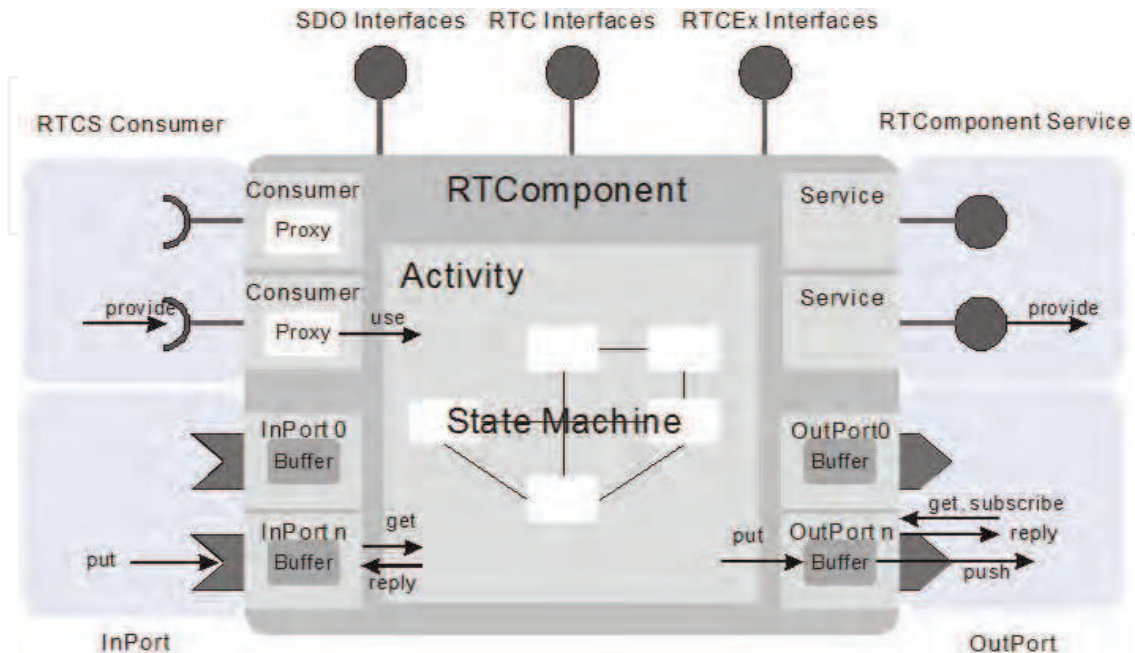 SDO Interfaces RTC Interfaces RTCEx Interfaces
RTCS Consumer
RTComponent Service
Consumer
Proxy
RTComponent
Service
Activity
Consumer
Proxy
provide
use
Service
provide
State Machine
InPort 0
Buffer
OutPort0
Buffer
InPort n
Buffer
put
get
reply
put
OutPort n
Buffer
get, subscribe
reply
push
InPort
OutPort